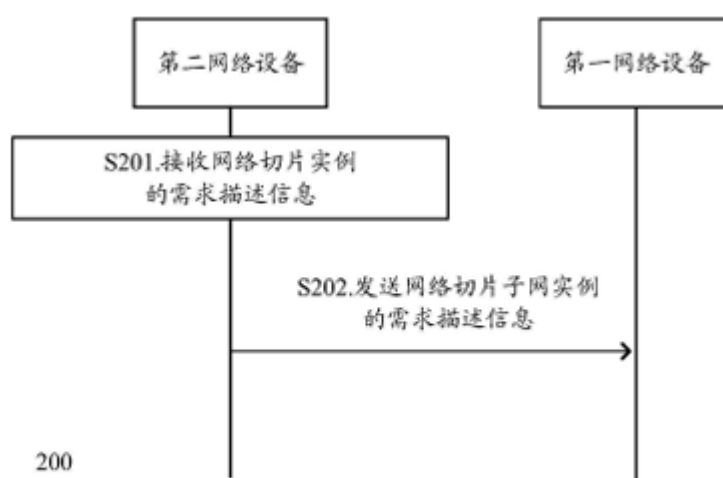 第二网络设备
第一网络设备
S201.接收网络切片实例
的需求描述信息
S202.发送网络切片子网实例
的需求描述信息
200